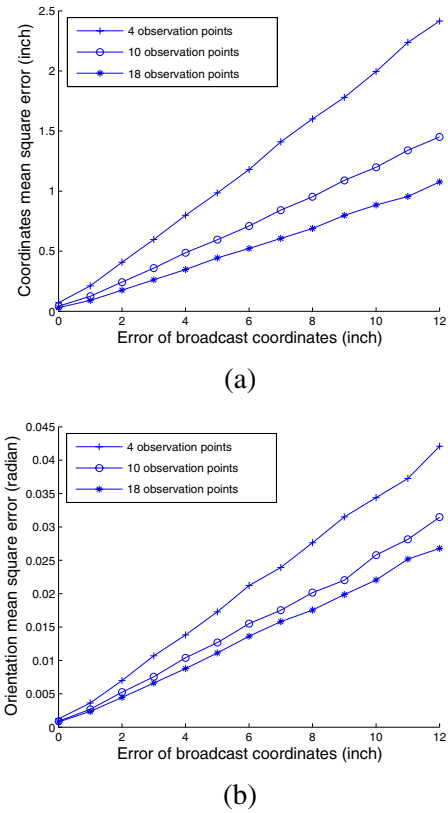 2.5
2
1.5
1
0.5
0
4 observation points
10 observation points
18 observation points
Coordinates mean square error (inch)
0 2 4 6 8 10 12
Error of broadcast coordinates (inch)
(a)
0.045
0.04
0.035
0.03
0.025
0.02
0.015
0.01
0.005
0
4 observation points
10 observation points
18 observation points
Orientation mean square error (radian)
0 2 4 6 8 10 12
Error of broadcast coordinates (inch)
(b)